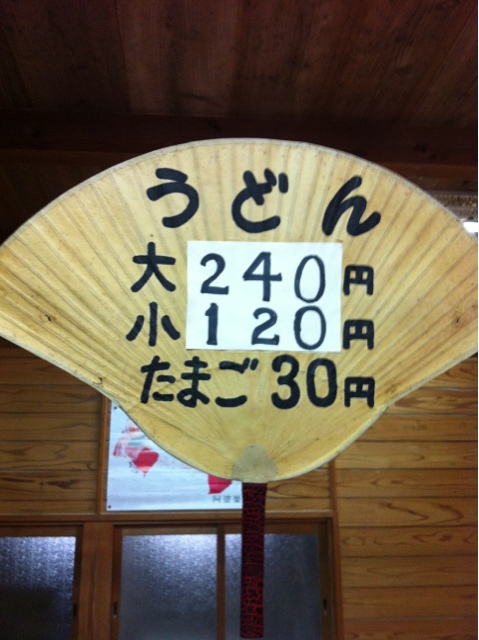 うどん
大 240円
小 120円
たまご 30円